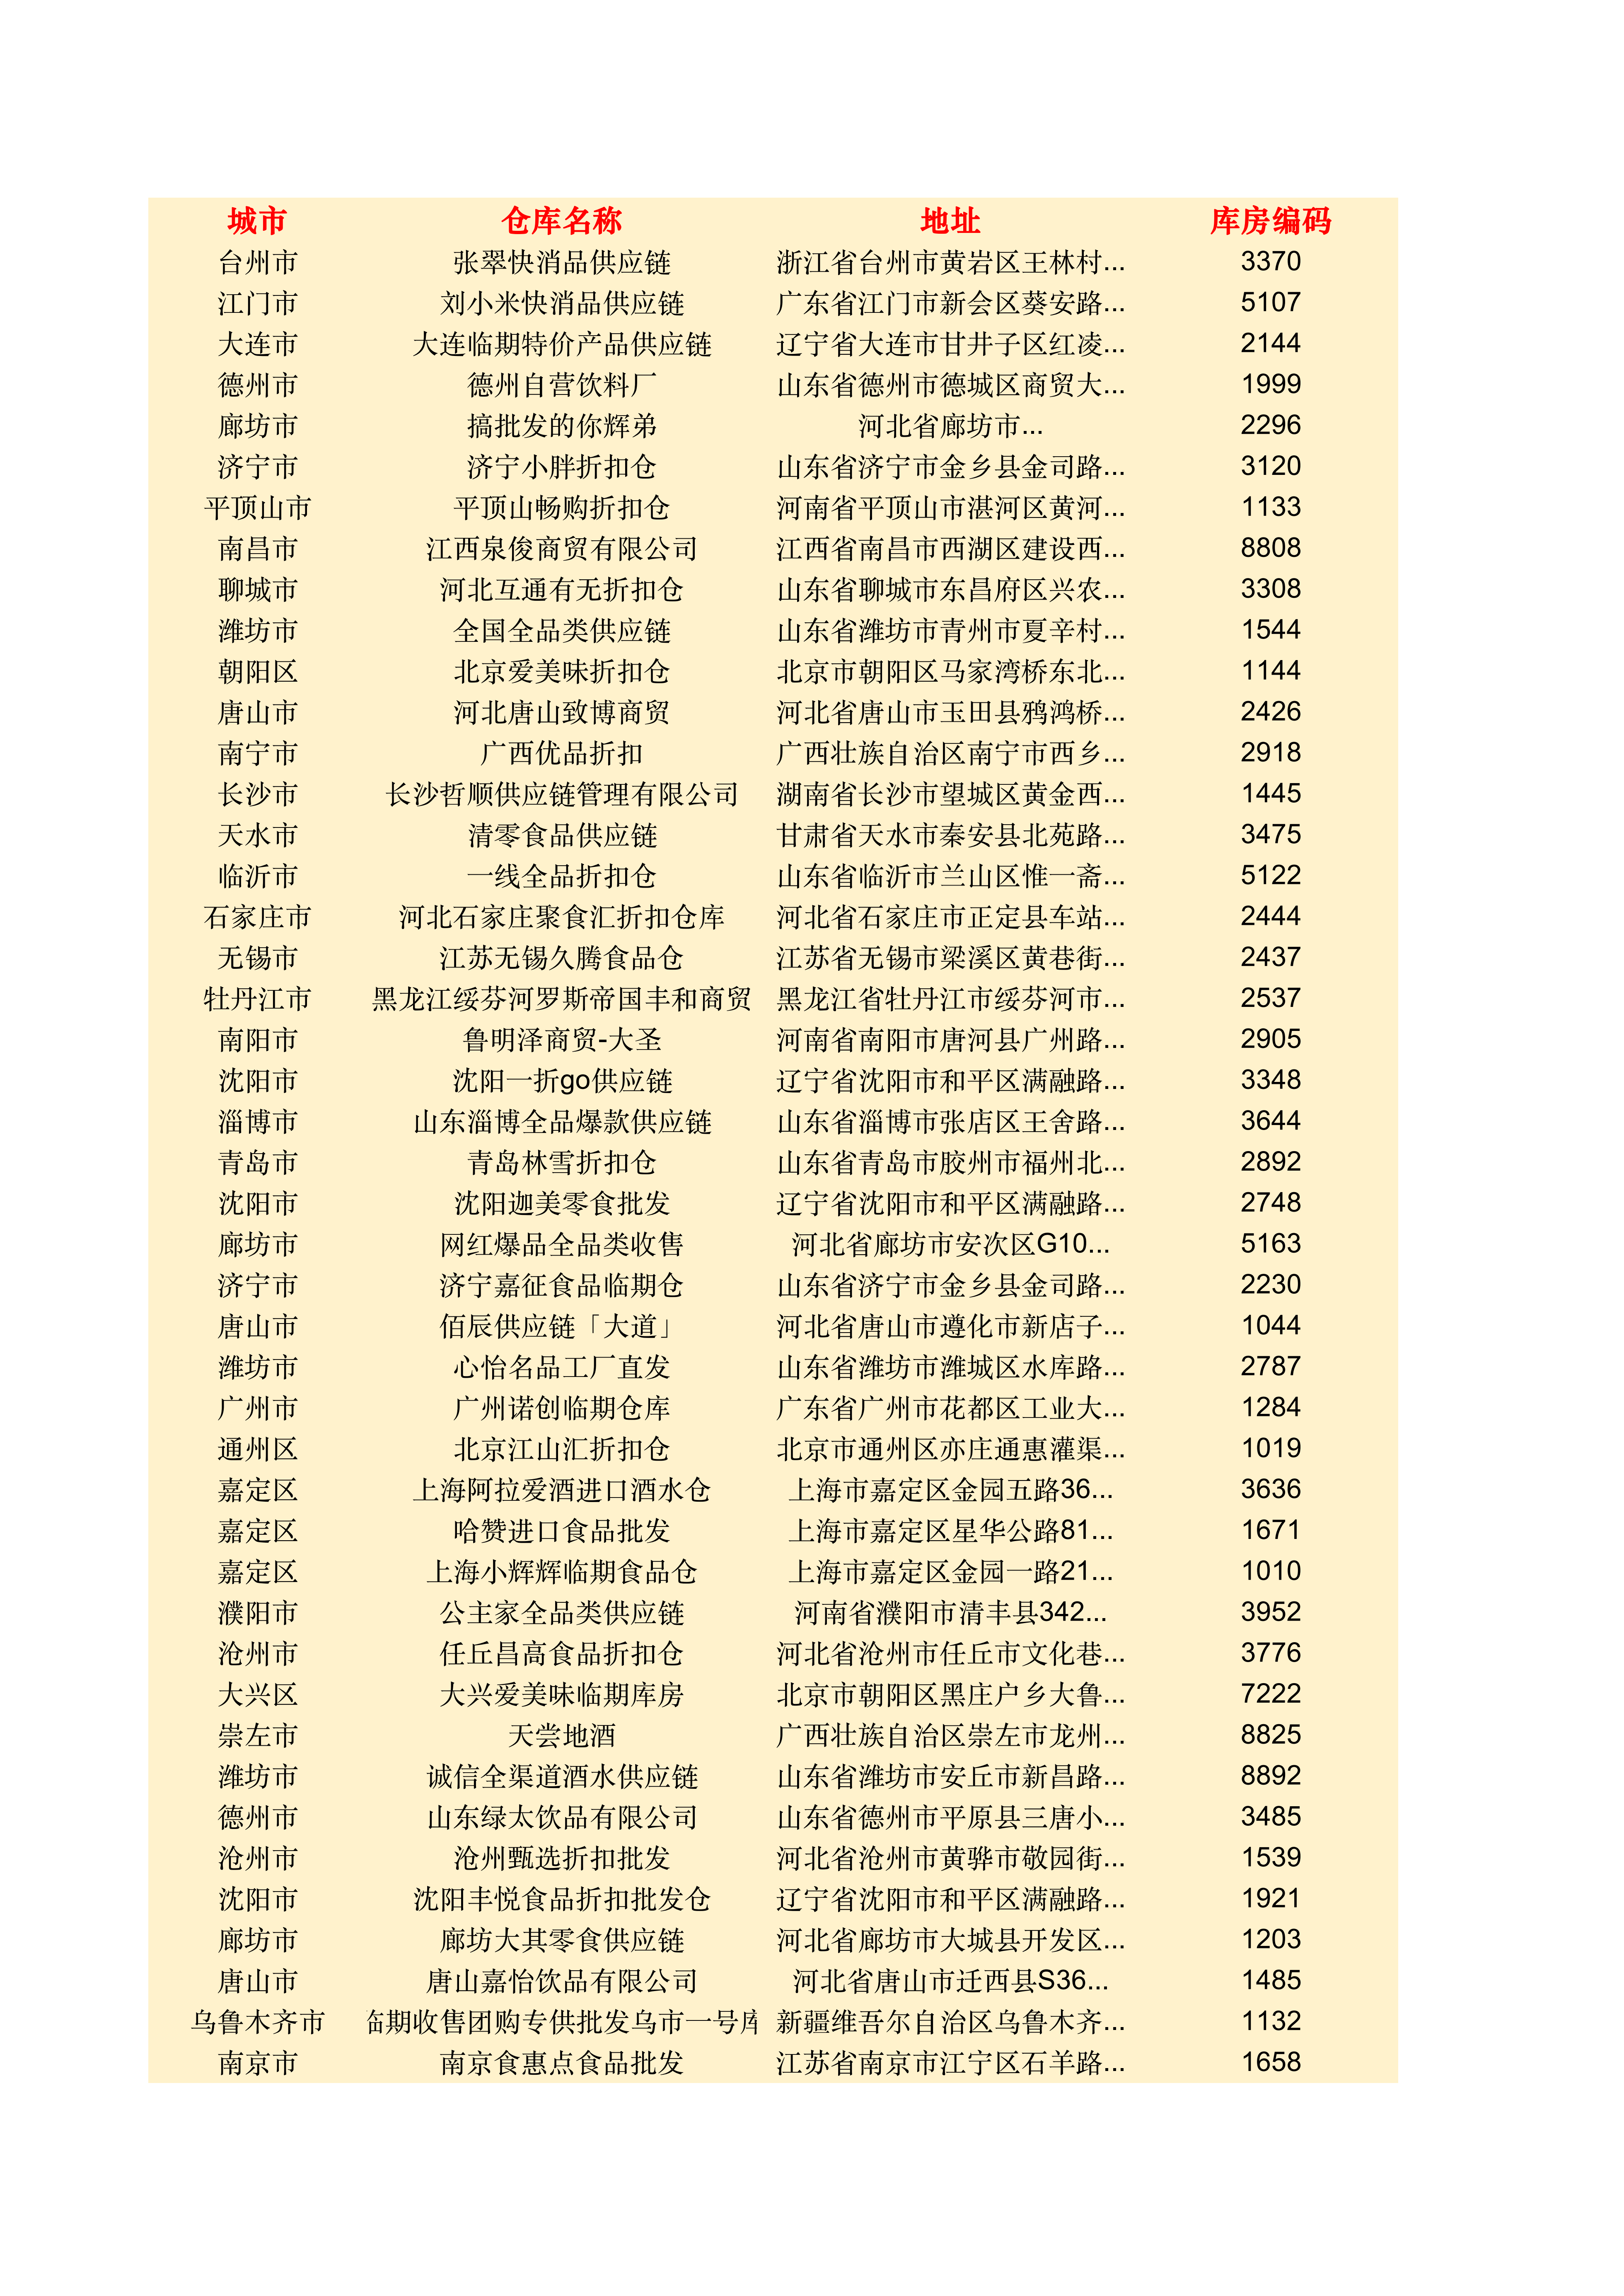 城市 仓库名称 地址 库房编码
台州市 张翠快消品供应链 浙江省台州市黄岩区王林村... 3370
江门市 刘小米快消品供应链 广东省江门市新会区葵安路... 5107
大连市 大连临期特价产品供应链 辽宁省大连市甘井子区红凌... 2144
德州市 德州自营饮料厂 山东省德州市德城区商贸大... 1999
廊坊市 搞批发的你辉弟 河北省廊坊市... 2296
济宁市 济宁小胖折扣仓 山东省济宁市金乡县金司路... 3120
平顶山市 平顶山畅购折扣仓 河南省平顶山市湛河区黄河... 1133
南昌市 江西泉俊商贸有限公司 江西省南昌市西湖区建设西... 8808
聊城市 河北互通有无折扣仓 山东省聊城市东昌府区兴农... 3308
潍坊市 全国全品类供应链 山东省潍坊市青州市夏辛村... 1544
朝阳区 北京爱美味折扣仓 北京市朝阳区马家湾桥东北... 1144
唐山市 河北唐山致博商贸 河北省唐山市玉田县鸦鸿桥... 2426
南宁市 广西优品折扣 广西壮族自治区南宁市西乡... 2918
长沙市 长沙哲顺供应链管理有限公司 湖南省长沙市望城区黄金西... 1445
天水市 清零食品供应链 甘肃省天水市秦安县北苑路... 3475
临沂市 一线全品折扣仓 山东省临沂市兰山区惟一斋... 5122
石家庄市 河北石家庄聚食汇折扣仓库 河北省石家庄市正定县车站... 2444
无锡市 江苏无锡久腾食品仓 江苏省无锡市梁溪区黄巷街... 2437
牡丹江市 黑龙江绥芬河罗斯帝国丰和商贸 黑龙江省牡丹江市绥芬河市... 2537
南阳市 鲁明泽商贸-大圣 河南省南阳市唐河县广州路... 2905
沈阳市 沈阳一折go供应链 辽宁省沈阳市和平区满融路... 3348
淄博市 山东淄博全品爆款供应链 山东省淄博市张店区王舍路... 3644
青岛市 青岛林雪折扣仓 山东省青岛市胶州市福州北... 2892
沈阳市 沈阳迦美零食批发 辽宁省沈阳市和平区满融路... 2748
廊坊市 网红爆品全品类收售 河北省廊坊市安次区G10... 5163
济宁市 济宁嘉征食品临期仓 山东省济宁市金乡县金司路... 2230
唐山市 佰辰供应链「大道」 河北省唐山市遵化市新店子... 1044
潍坊市 心怡名品工厂直发 山东省潍坊市潍城区水库路... 2787
广州市 广州诺创临期仓库 广东省广州市花都区工业大... 1284
通州区 北京江山汇折扣仓 北京市通州区亦庄通惠灌渠... 1019
嘉定区 上海阿拉爱酒进口酒水仓 上海市嘉定区金园五路36... 3636
嘉定区 哈赞进口食品批发 上海市嘉定区星华公路81... 1671
嘉定区 上海小辉辉临期食品仓 上海市嘉定区金园一路21... 1010
濮阳市 公主家全品类供应链 河南省濮阳市清丰县342... 3952
沧州市 任丘昌高食品折扣仓 河北省沧州市任丘市文化巷... 3776
大兴区 大兴爱美味临期库房 北京市朝阳区黑庄户乡大鲁... 7222
崇左市 天尝地酒 广西壮族自治区崇左市龙州... 8825
潍坊市 诚信全渠道酒水供应链 山东省潍坊市安丘市新昌路... 8892
德州市 山东绿太饮品有限公司 山东省德州市平原县三唐小... 3485
沧州市 沧州甄选折扣批发 河北省沧州市黄骅市敬园街... 1539
沈阳市 沈阳丰悦食品折扣批发仓 辽宁省沈阳市和平区满融路... 1921
廊坊市 廊坊大其零食供应链 河北省廊坊市大城县开发区... 1203
唐山市 唐山嘉怡饮品有限公司 河北省唐山市迁西县S36... 1485
乌鲁木齐市 临期收售团购专供批发乌市一号库 新疆维吾尔自治区乌鲁木齐... 1132
南京市 南京食惠点食品批发 江苏省南京市江宁区石羊路... 1658